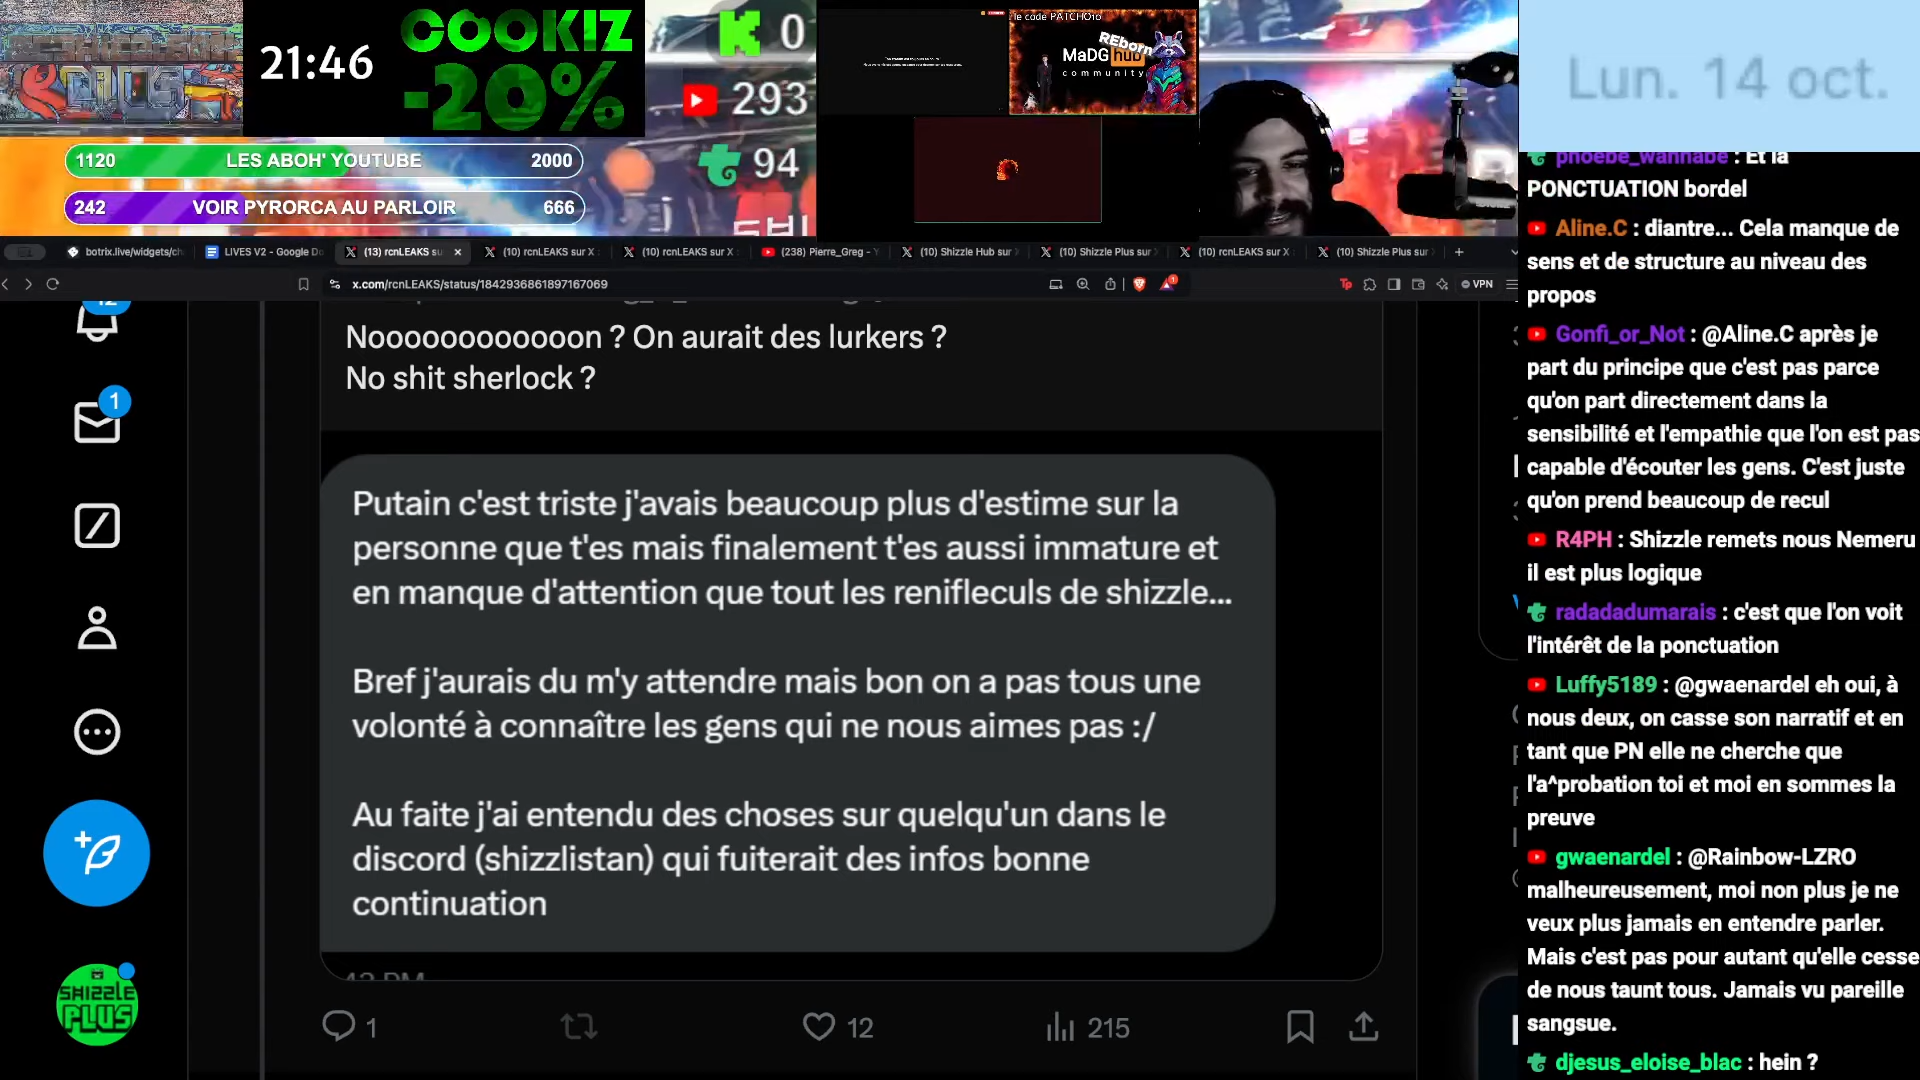 21:46
COOKIZ
-20%
0
293
94
1120 LES ABOH' YOUTUBE 2000
242 VOIR PYRORCA AU PARLOIR 666
le code PATCHO10
REborn
MaDG hub
community
Lun. 14 oct.
botrix.live/widgets/ch
LIVES V2 - Google Do
(13) rcnLEAKS su
(10) rcnLEAKS sur X
(10) rcnLEAKS sur X
(238) Pierre_Greg - Y
(10) Shizzle Hub sur
(10) Shizzle Plus sur
(10) rcnLEAKS sur X
(10) Shizzle Plus sur
x.com/rcnLEAKS/status/1842936861897167069
VPN
12
1
Noooooooooooon ? On aurait des lurkers ?
No shit sherlock ?
Putain c'est triste j'avais beaucoup plus d'estime sur la
personne que t'es mais finalement t'es aussi immature et
en manque d'attention que tout les renifleculs de shizzle...
Bref j'aurais du m'y attendre mais bon on a pas tous une
volonté à connaître les gens qui ne nous aimes pas :/
Au faite j'ai entendu des choses sur quelqu'un dans le
discord (shizzlistan) qui fuiterait des infos bonne
continuation
1
12
215
SHIZZLE
PLUS
phoebe_wannabe : Et la
PONCTUATION bordel
Aline.C : diantre... Cela manque de
sens et de structure au niveau des
propos
Gonfi_or_Not : @Aline.C après je
part du principe que c'est pas parce
qu'on part directement dans la
sensibilité et l'empathie que l'on est pas
capable d'écouter les gens. C'est juste
qu'on prend beaucoup de recul
R4PH : Shizzle remets nous Nemeru
il est plus logique
radadadumarais : c'est que l'on voit
l'intérêt de la ponctuation
Luffy5189 : @gwaenardel eh oui, à
nous deux, on casse son narratif et en
tant que PN elle ne cherche que
l'a^probation toi et moi en sommes la
preuve
gwaenardel : @Rainbow-LZRO
malheureusement, moi non plus je ne
veux plus jamais en entendre parler.
Mais c'est pas pour autant qu'elle cesse
de nous taunt tous. Jamais vu pareille
sangsue.
djesus_eloise_blac : hein ?